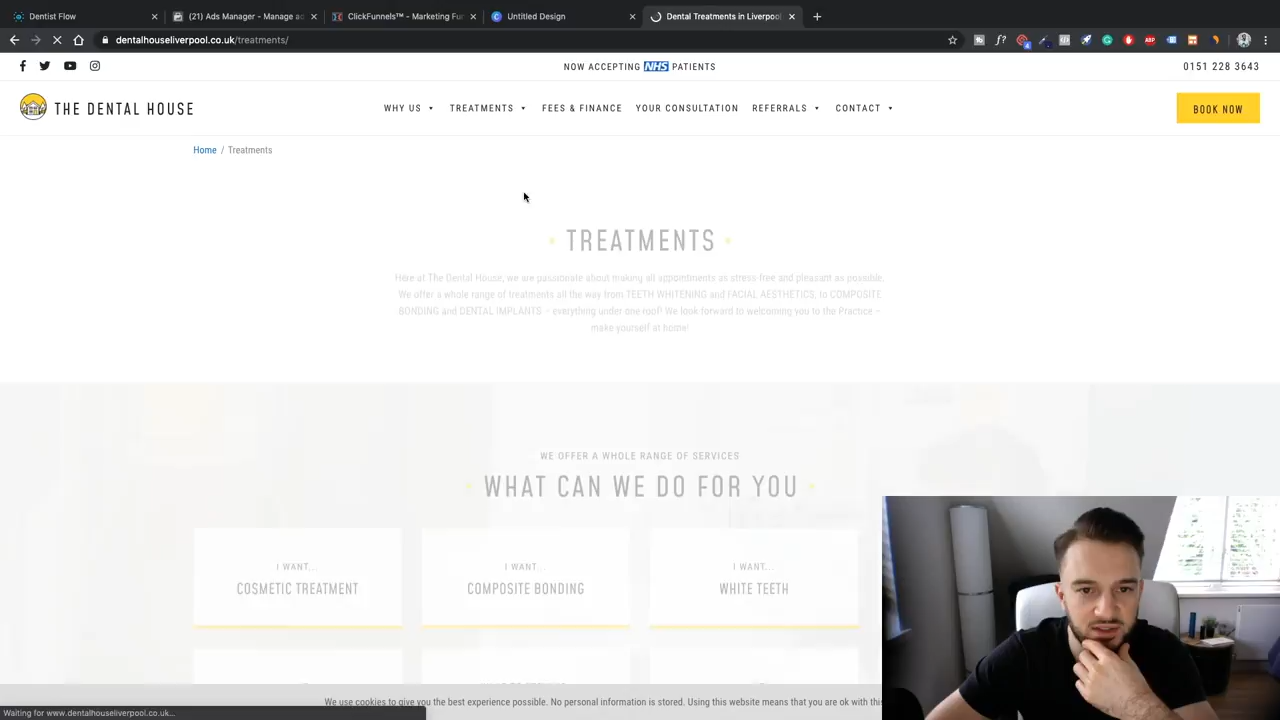 Dentist Flow
(21) Ads Manager - Manage ad
ClickFunnels™ - Marketing Fu
Untitled Design
Dental Treatments in Liverpoo
dentalhouseliverpool.co.uk/treatments/
NOW ACCEPTING NHS PATIENTS
0151 228 3643
THE DENTAL HOUSE
WHY US
TREATMENTS
FEES & FINANCE
YOUR CONSULTATION
REFERRALS
CONTACT
BOOK NOW
Home / Treatments
TREATMENTS
Here at The Dental House, we are passionate about making all appointments as stress free and pleasant as possible.
We offer a whole range of treatments all the way from TEETH WHITENING and FACIAL AESTHETICS, to COMPOSITE
BONDING and DENTAL IMPLANTS – everything under one roof! We look forward to welcoming you to the Practice –
make yourself at home!
WE OFFER A WHOLE RANGE OF SERVICES
WHAT CAN WE DO FOR YOU
I WANT...
COSMETIC TREATMENT
I WANT...
COMPOSITE BONDING
I WANT...
WHITE TEETH
We use cookies to give you the best experience possible. No personal information is stored. Using this website means that you are ok with this
Waiting for www.dentalhouseliverpool.co.uk...